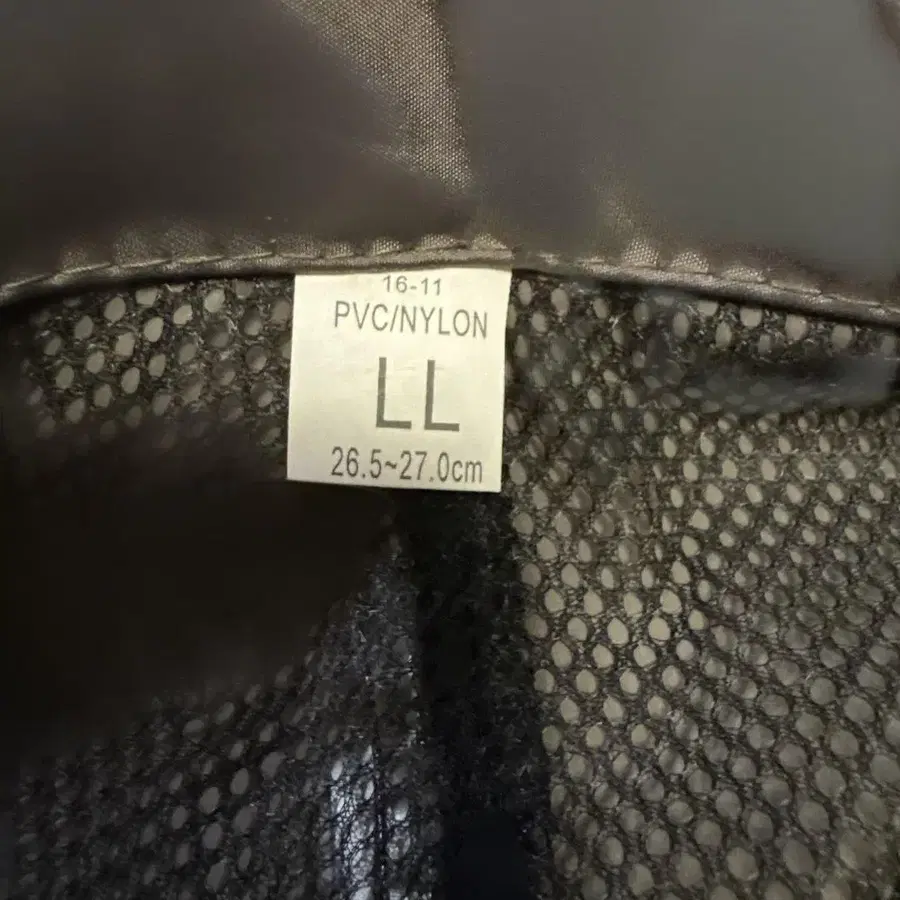 16-11
PVC/NYLON
LL
26.5~27.0cm